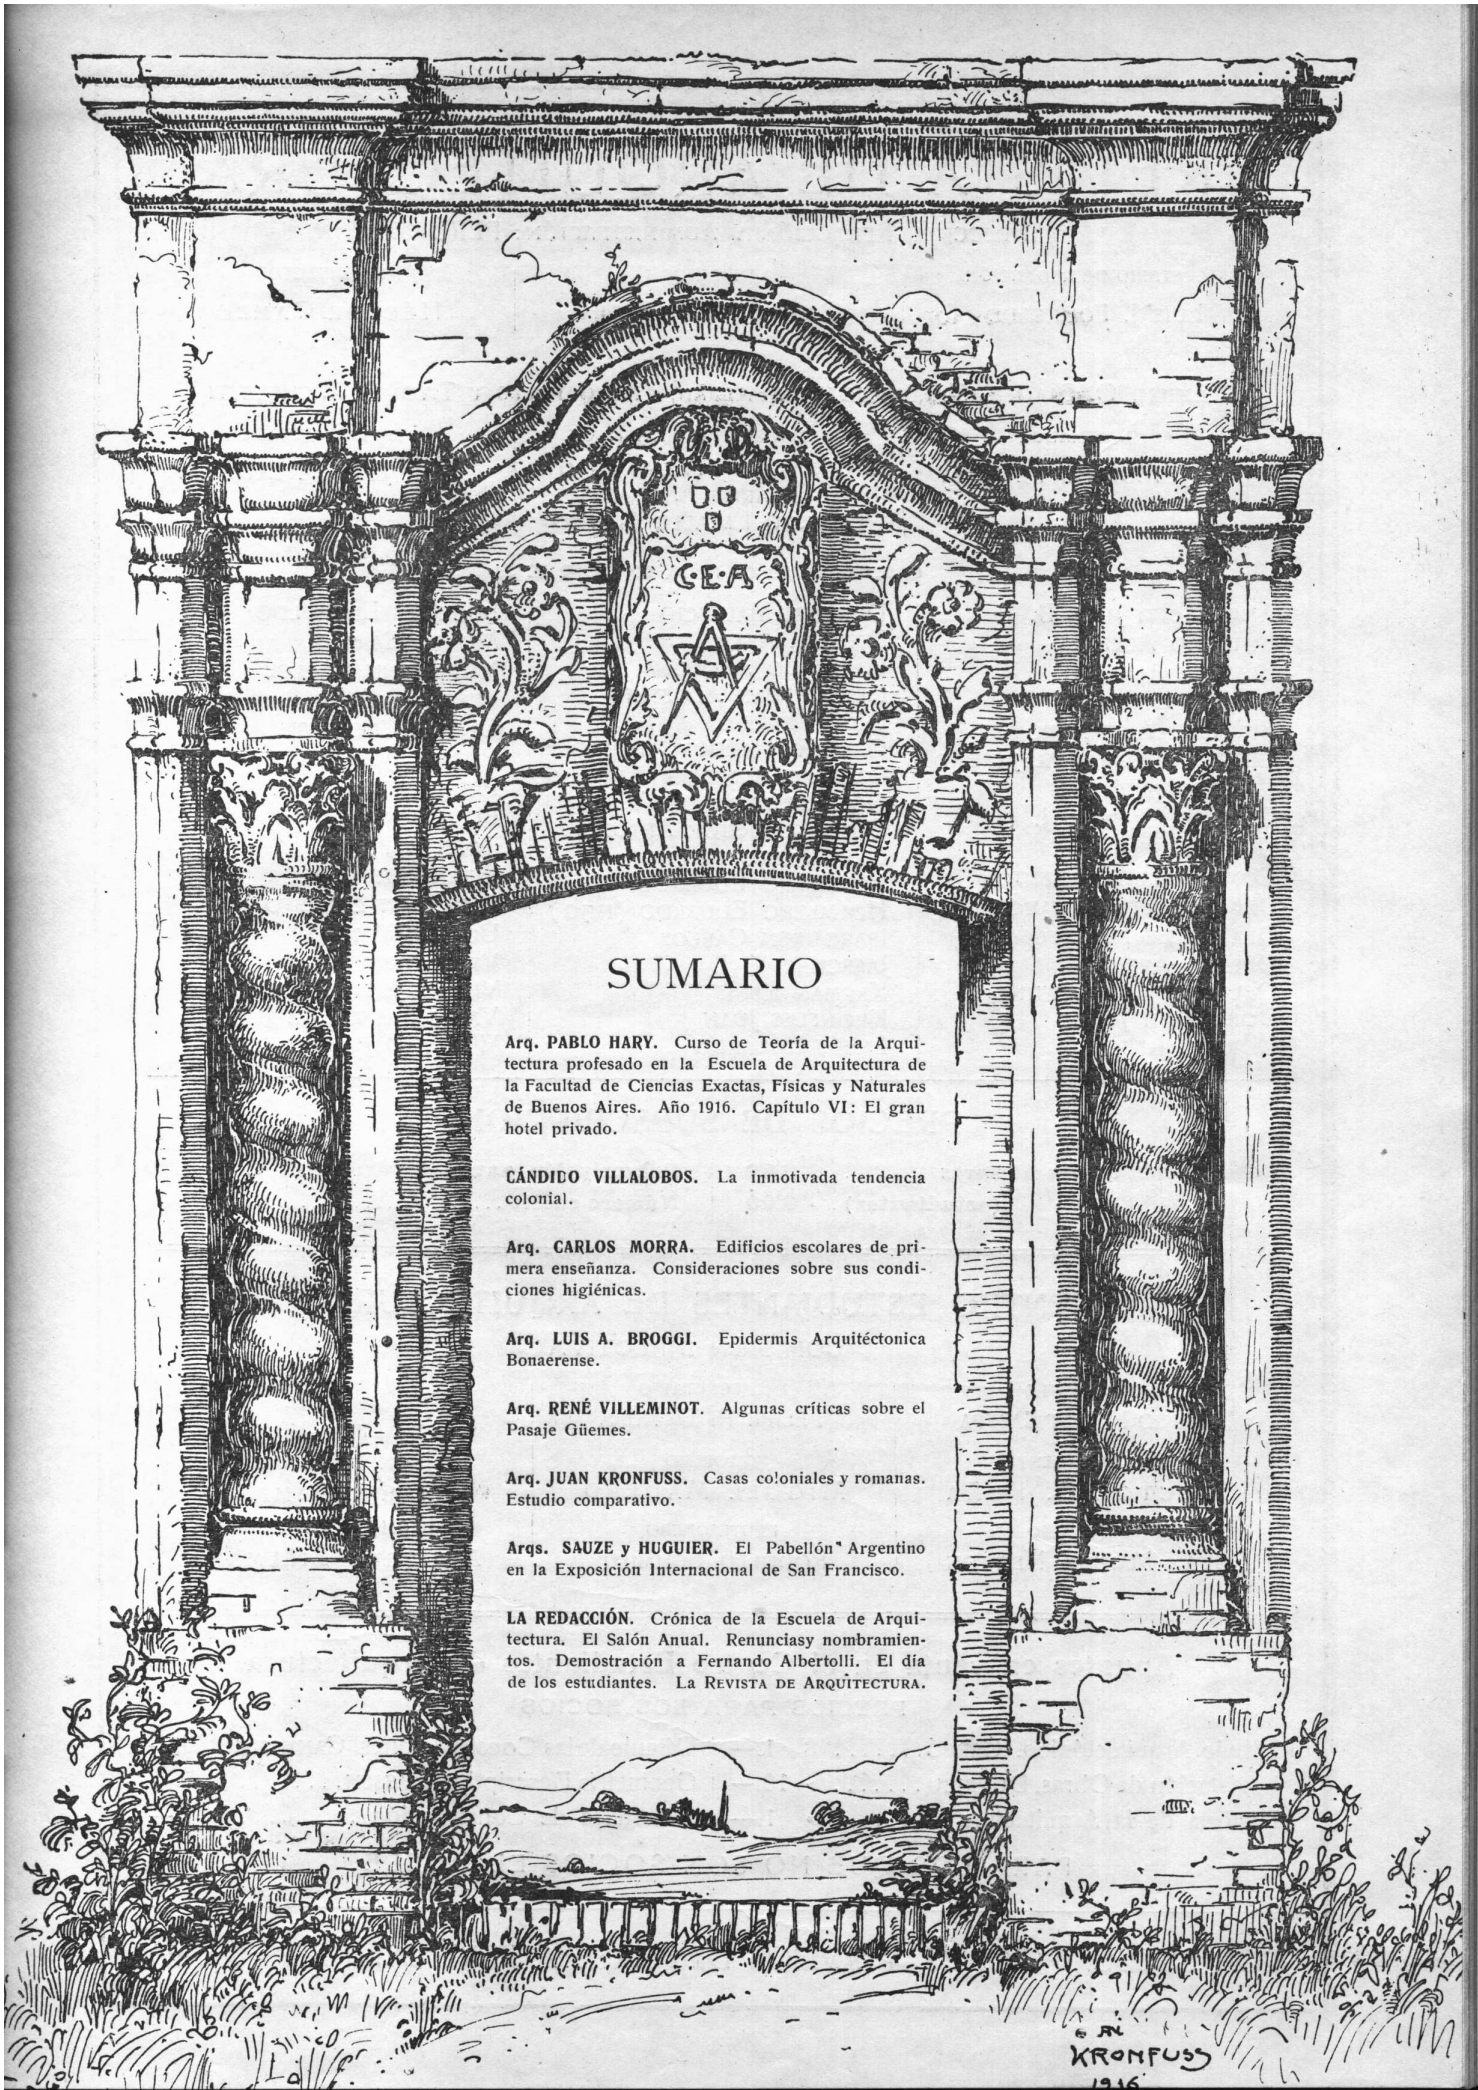 C·E·A
SUMARIO
Arq. PABLO HARY. Curso de Teoría de la Arqui-
tectura profesado en la Escuela de Arquitectura de
la Facultad de Ciencias Exactas, Físicas y Naturales
de Buenos Aires. Año 1916. Capítulo VI: El gran
hotel privado.
CÁNDIDO VILLALOBOS. La inmotivada tendencia
colonial.
Arq. CARLOS MORRA. Edificios escolares de pri-
mera enseñanza. Consideraciones sobre sus condi-
ciones higiénicas.
Arq. LUIS A. BROGGI. Epidermis Arquitéctonica
Bonaerense.
Arq. RENÉ VILLEMINOT. Algunas críticas sobre el
Pasaje Güemes.
Arq. JUAN KRONFUSS. Casas coloniales y romanas.
Estudio comparativo.
Arqs. SAUZE y HUGUIER. El Pabellón Argentino
en la Exposición Internacional de San Francisco.
LA REDACCIÓN. Crónica de la Escuela de Arqui-
tectura. El Salón Anual. Renunciasy nombramien-
tos. Demostración a Fernando Albertolli. El día
de los estudiantes. La REVISTA DE ARQUITECTURA.
KRONFUSS
1916